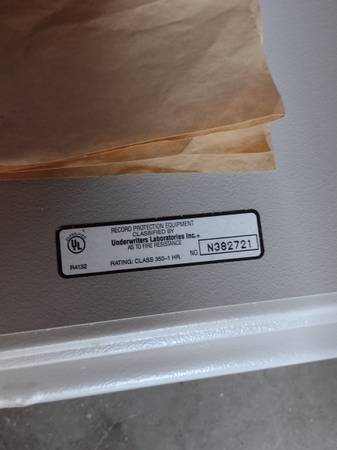 RECORD PROTECTION EQUIPMENT
CLASSIFIED BY
Underwriters Laboratories Inc.®
AS TO FIRE RESISTANCE
UL
R4132
RATING: CLASS 350-1 HR
NO N382721